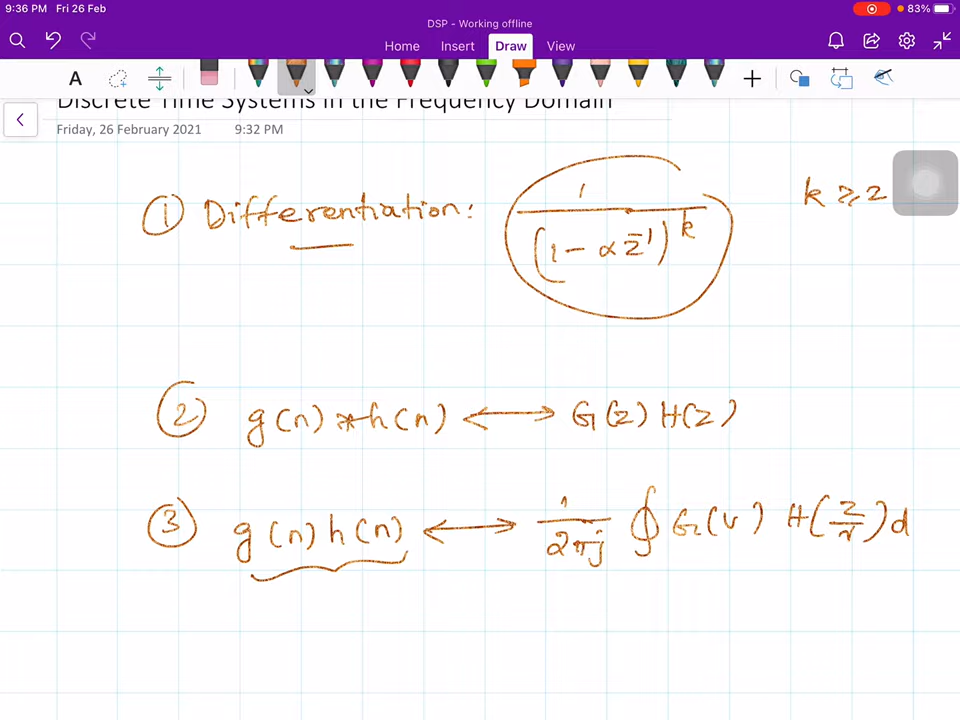 9:36 PM Fri 26 Feb 83%
DSP - Working offline
Home Insert Draw View
A
Discrete Time Systems in the Frequency Domain
Friday, 26 February 2021 9:32 PM
① Differentiation: 1 / (1 - αz⁻¹)ᵏ k ≥ 2
② g(n) * h(n) ⟷ G(z) H(z)
③ g(n) h(n) ⟷ 1/2πj ∮ G(v) H(z/v) d